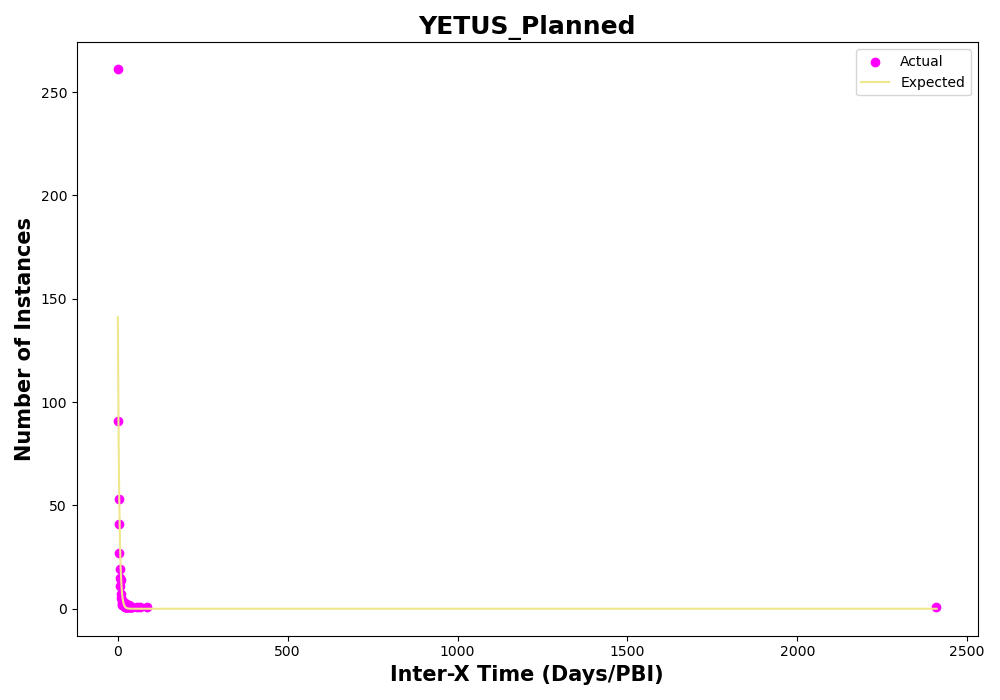 YETUS_Planned
Actual
Expected
Number of Instances
250
200
150
100
50
0
0
500
1000
1500
2000
2500
Inter-X Time (Days/PBI)